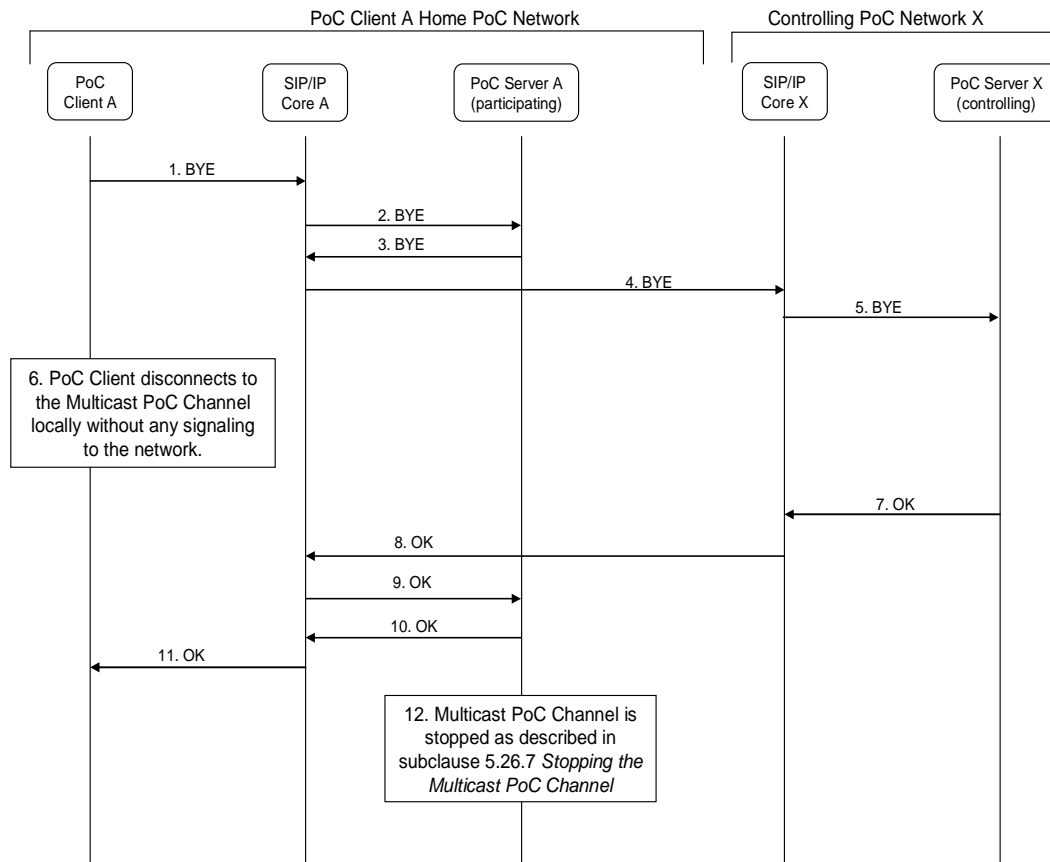 PoC Client A Home PoC Network
Controlling PoC Network X
PoC
Client A
SIP/IP
Core A
PoC Server A
(participating)
SIP/IP
Core X
PoC Server X
(controlling)
1. BYE
2. BYE
3. BYE
4. BYE
5. BYE
6. PoC Client disconnects to
the Multicast PoC Channel
locally without any signaling
to the network.
7. OK
8. OK
9. OK
10. OK
11. OK
12. Multicast PoC Channel is
stopped as described in
subclause 5.26.7 Stopping the
Multicast PoC Channel